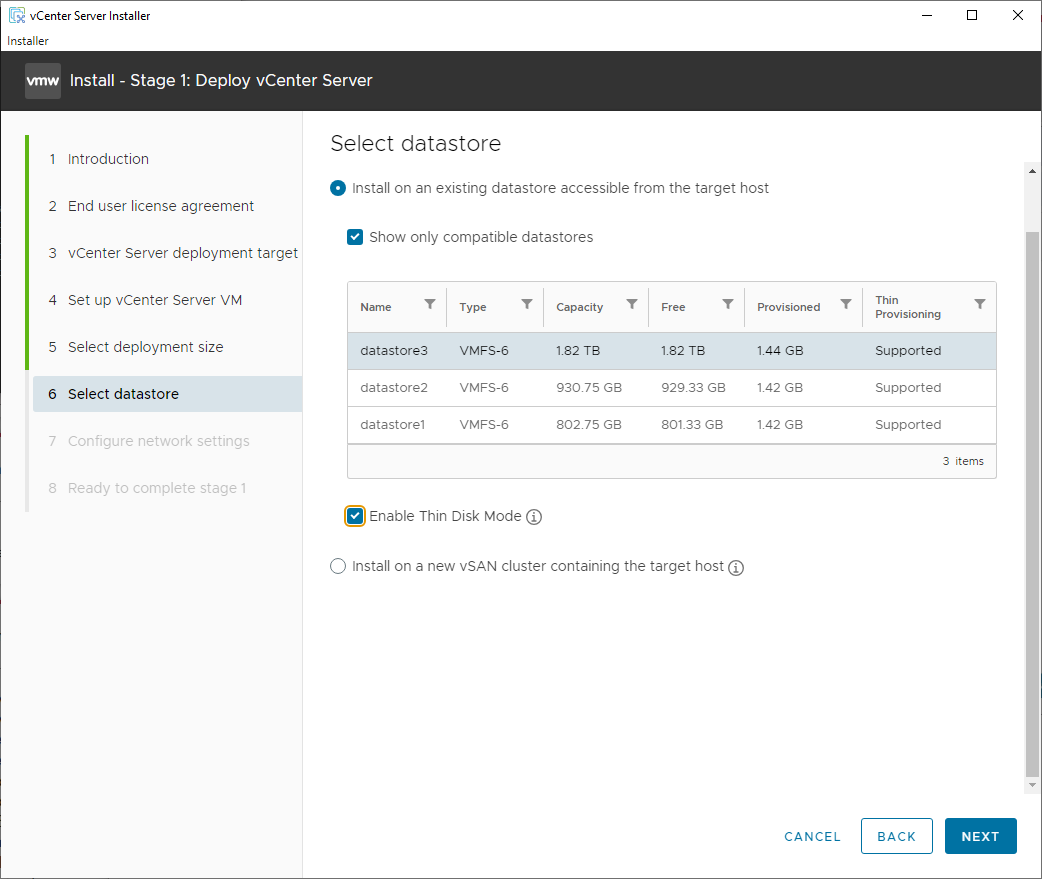 vCenter Server Installer
Installer
vmw Install - Stage 1: Deploy vCenter Server
1 Introduction
2 End user license agreement
3 vCenter Server deployment target
4 Set up vCenter Server VM
5 Select deployment size
6 Select datastore
7 Configure network settings
8 Ready to complete stage 1
Select datastore
Install on an existing datastore accessible from the target host
Show only compatible datastores
Name Type Capacity Free Provisioned Thin Provisioning
datastore3 VMFS-6 1.82 TB 1.82 TB 1.44 GB Supported
datastore2 VMFS-6 930.75 GB 929.33 GB 1.42 GB Supported
datastore1 VMFS-6 802.75 GB 801.33 GB 1.42 GB Supported
3 items
Enable Thin Disk Mode
Install on a new vSAN cluster containing the target host
CANCEL BACK NEXT